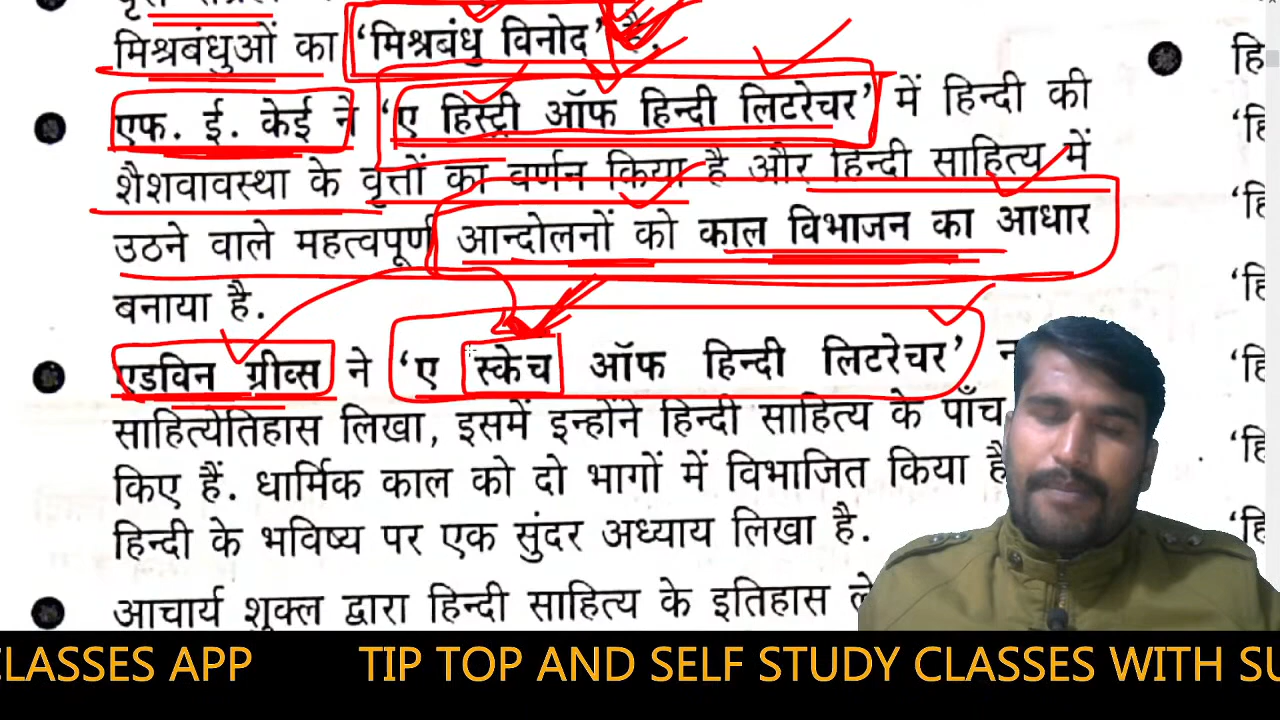 मिश्रबंधुओं का ‘मिश्रबंधु विनोद’ है.
एफ. ई. केई ने ‘ए हिस्ट्री ऑफ हिन्दी लिटरेचर’ में हिन्दी की
शैशवावस्था के वृत्तों का वर्णन किया है और हिन्दी साहित्य में
उठने वाले महत्वपूर्ण आन्दोलनों को काल विभाजन का आधार
बनाया है.
एडविन ग्रीव्स ने ‘ए स्केच ऑफ हिन्दी लिटरेचर’
साहित्येतिहास लिखा, इसमें इन्होंने हिन्दी साहित्य के पाँच
किए हैं. धार्मिक काल को दो भागों में विभाजित किया
हिन्दी के भविष्य पर एक सुंदर अध्याय लिखा है.
आचार्य शुक्ल द्वारा हिन्दी साहित्य के इतिहास
CLASSES APP TIP TOP AND SELF STUDY CLASSES WITH